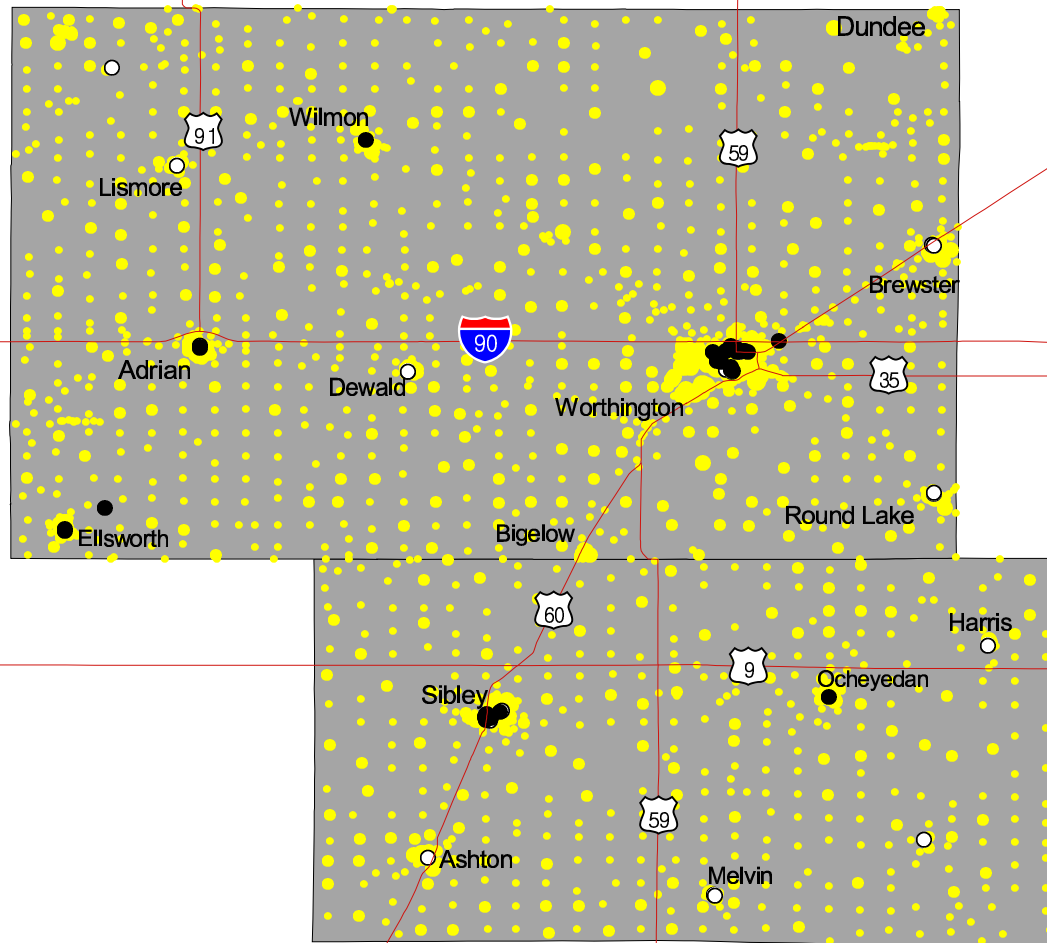 Dundee
Wilmon
91
59
Lismore
Brewster
90
Adrian
Dewald
35
Worthington
Round Lake
Bigelow
Ellsworth
60
Harris
9
Ocheyedan
Sibley
59
Ashton
Melvin